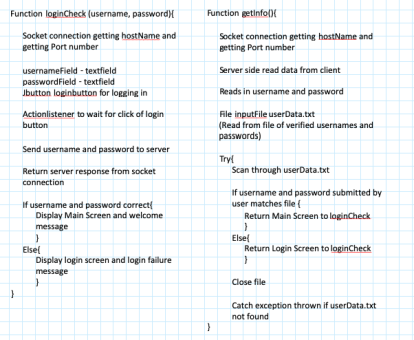 Function loginCheck (username, password){
Socket connection getting hostName and
getting Port number
usernameField - textfield
passwordField - textfield
Jbutton loginbutton for logging in
Actionlistener to wait for click of login
button
Send username and password to server
Return server response from socket
connection
If username and password correct{
Display Main Screen and welcome
message
}
Else{
Display login screen and login failure
message
}
}
Function getInfo(){
Socket connection getting hostName and
getting Port number
Server side read data from client
Reads in username and password
File inputFile userData.txt
(Read from file of verified usernames and
passwords)
Try{
Scan through userData.txt
If username and password submitted by
user matches file {
Return Main Screen to loginCheck
}
Else{
Return Login Screen to loginCheck
}
Close file
Catch exception thrown if userData.txt
not found
}